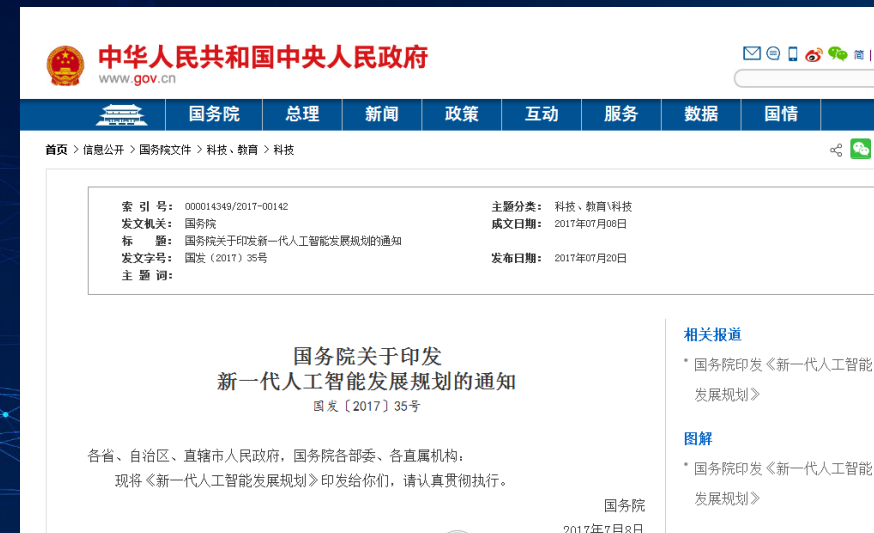 中华人民共和国中央人民政府
www.gov.cn
简 |
国务院 总理 新闻 政策 互动 服务 数据 国情
首页 > 信息公开 > 国务院文件 > 科技、教育 > 科技
索 引 号: 000014349/2017-00142 主题分类: 科技、教育\科技
发文机关: 国务院 成文日期: 2017年07月08日
标 题: 国务院关于印发新一代人工智能发展规划的通知
发文字号: 国发〔2017〕35号 发布日期: 2017年07月20日
主 题 词:
国务院关于印发
新一代人工智能发展规划的通知
国发〔2017〕35号
各省、自治区、直辖市人民政府，国务院各部委、各直属机构：
现将《新一代人工智能发展规划》印发给你们，请认真贯彻执行。
国务院
2017年7月8日
相关报道
* 国务院印发《新一代人工智能
发展规划》
图解
* 国务院印发《新一代人工智能
发展规划》